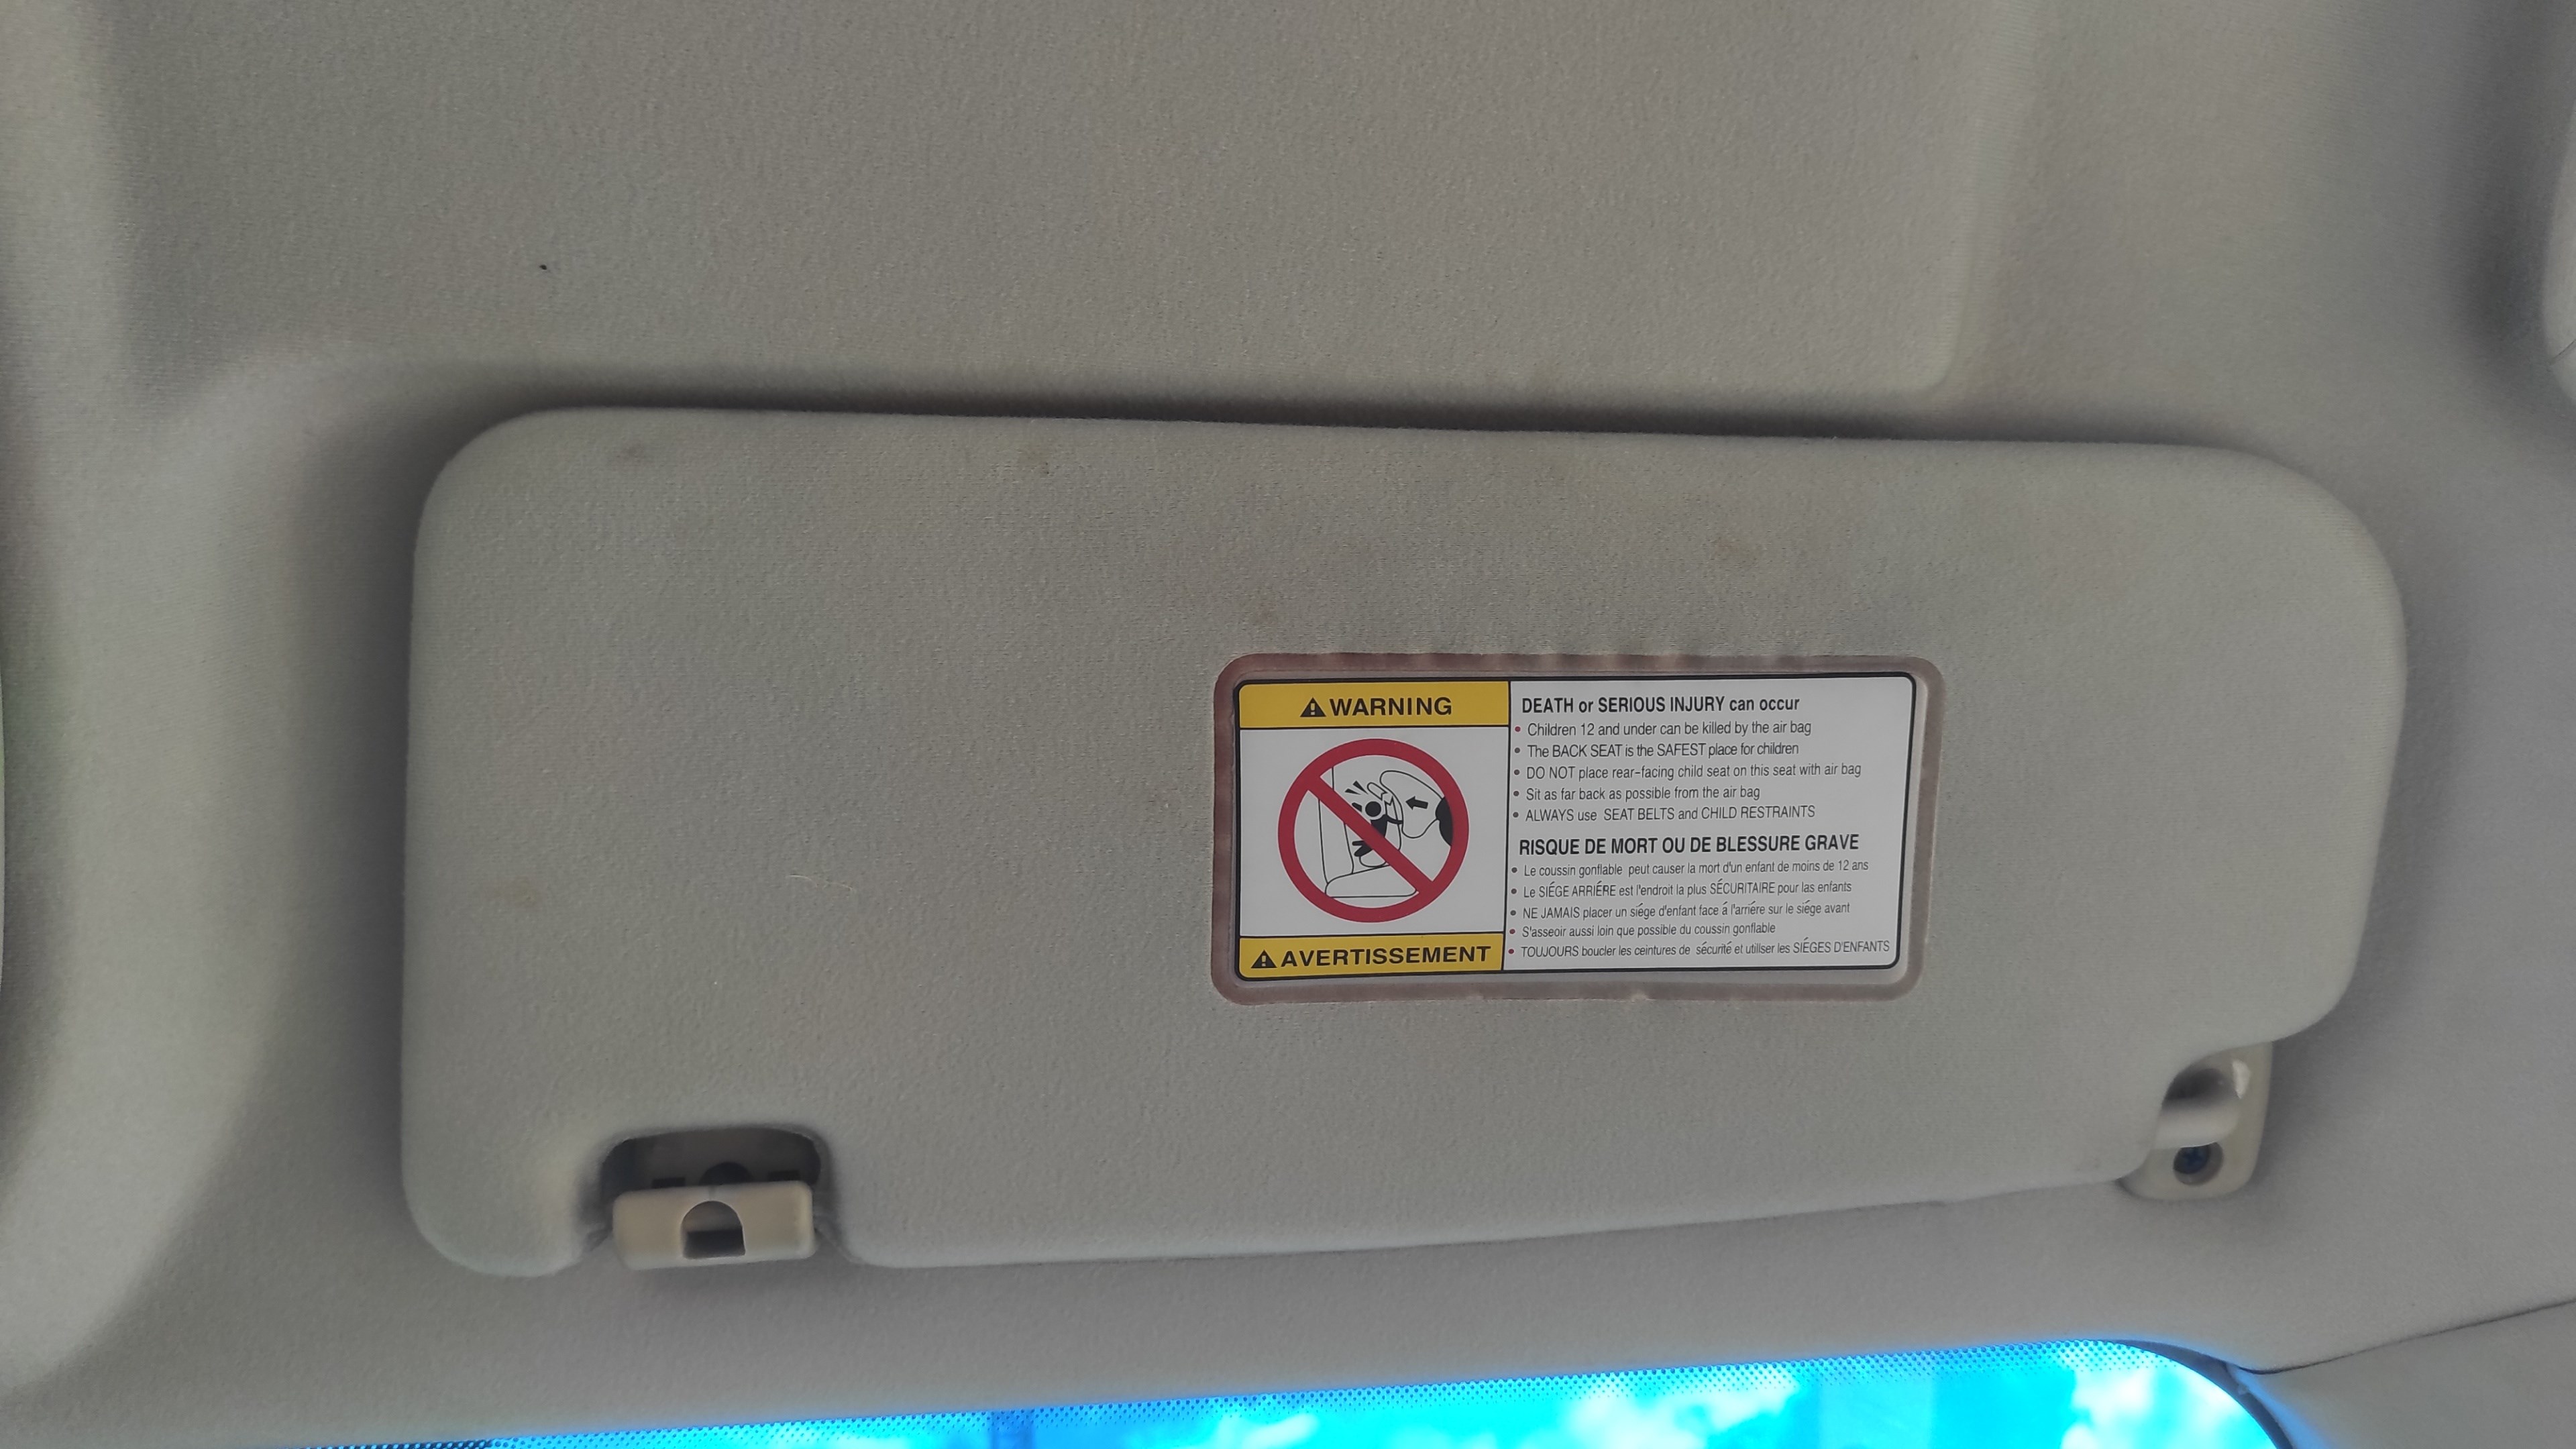 WARNING
DEATH or SERIOUS INJURY can occur
• Children 12 and under can be killed by the air bag
• The BACK SEAT is the SAFEST place for children
• DO NOT place rear-facing child seat on this seat with air bag
• Sit as far back as possible from the air bag
• ALWAYS use SEAT BELTS and CHILD RESTRAINTS
RISQUE DE MORT OU DE BLESSURE GRAVE
• Le coussin gonflable peut causer la mort d'un enfant de moins de 12 ans
• Le SIÉGE ARRIÉRE est l'endroit la plus SÉCURITAIRE pour las enfants
• NE JAMAIS placer un siége d'enfant face á l'arriére sur le siége avant
• S'asseoir aussi loin que possible du coussin gonflable
• TOUJOURS boucler les ceintures de sécurité et utiliser les SIÉGES D'ENFANTS
AVERTISSEMENT